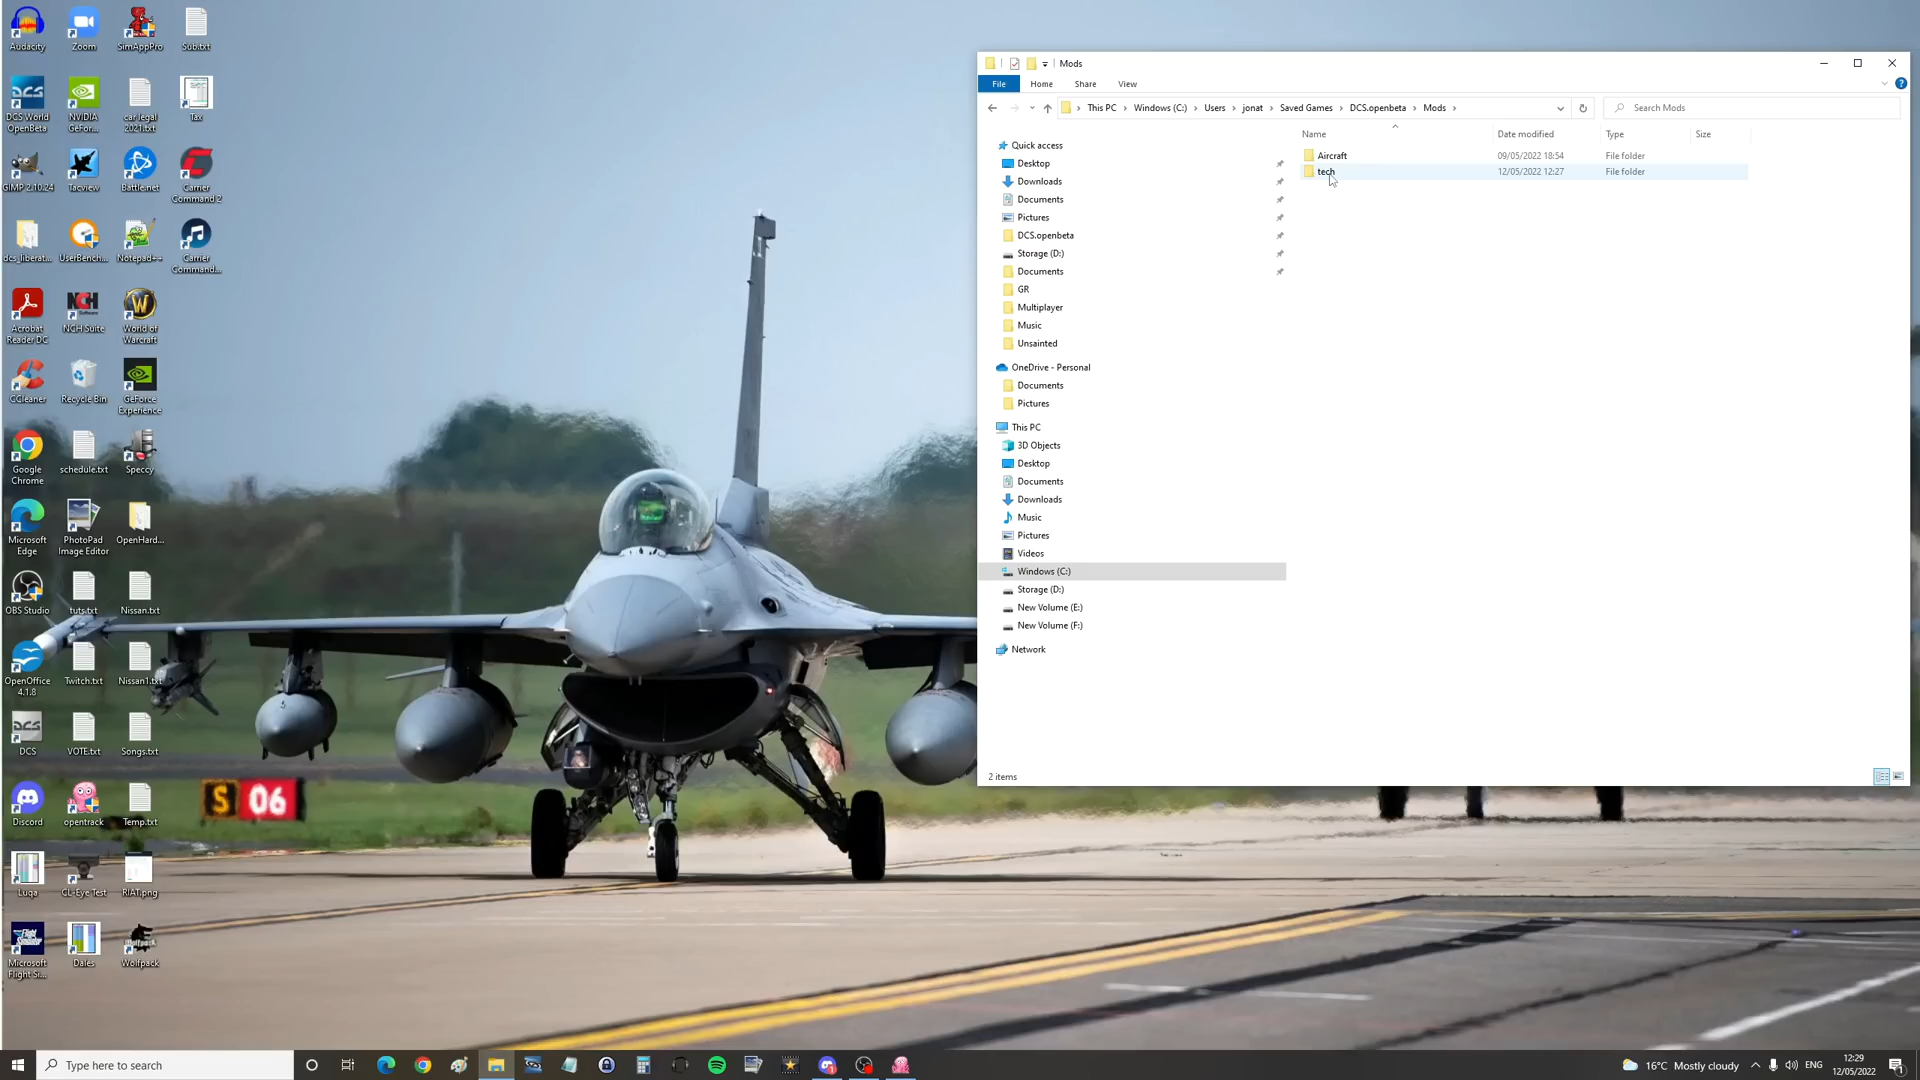 Audacity
Zoom
SimAppPro
Sub.txt
DCS World
OpenBeta
NVIDIA
GeFor...
car legal
2021.txt
Tax
GIMP 2.10.24
Tacview
Battle.net
Carrier
Command 2
dcs_liberat...
UserBench...
Notepad++
Carrier
Command...
Acrobat
Reader DC
NCH Suite
World of
Warcraft
CCleaner
Recycle Bin
GeForce
Experience
Google
Chrome
schedule.txt
Speccy
Microsoft
Edge
PhotoPad
Image Editor
OpenHard...
OBS Studio
tuts.txt
Nissan.txt
OpenOffice
4.1.8
Twitch.txt
Nissan1.txt
DCS
VOTE.txt
Songs.txt
Discord
opentrack
Temp.txt
Luqa
CL-Eye Test
RIAT.png
Microsoft
Flight Si...
Dales
Wolfpack
S 06
Mods
File Home Share View
This PC Windows (C:) Users jonat Saved Games DCS.openbeta Mods
Search Mods
Name Date modified Type Size
Aircraft 09/05/2022 18:54 File folder
tech 12/05/2022 12:27 File folder
Quick access
Desktop
Downloads
Documents
Pictures
DCS.openbeta
Storage (D:)
Documents
GR
Multiplayer
Music
Unsainted
OneDrive - Personal
Documents
Pictures
This PC
3D Objects
Desktop
Documents
Downloads
Music
Pictures
Videos
Windows (C:)
Storage (D:)
New Volume (E:)
New Volume (F:)
Network
2 items
Type here to search
16°C Mostly cloudy
ENG
12:29
12/05/2022